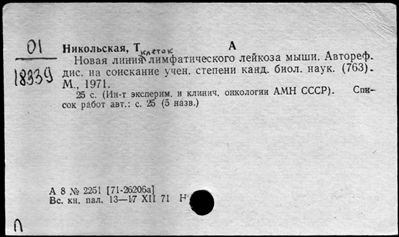 01
18339
Никольская, Т А
клеток
Новая линия лимфатического лейкоза мыши. Автореф.
дис. на соискание учен. степени канд. биол. наук. (763).
М., 1971.
25 с. (Ин-т эксперим. и клинич. онкологии АМН СССР). Спи-
сок работ авт.: с. 25 (5 назв.)
А 8 № 2251 [71-26206а]
Вс. кн. пал. 13—17 XII 71 Н
П